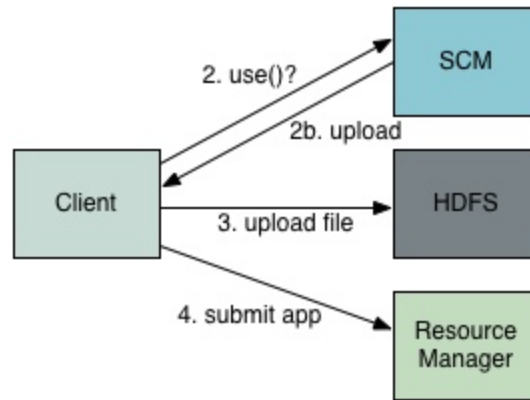 SCM
2. use()?
2b. upload
Client
HDFS
3. upload file
4. submit app
Resource
Manager